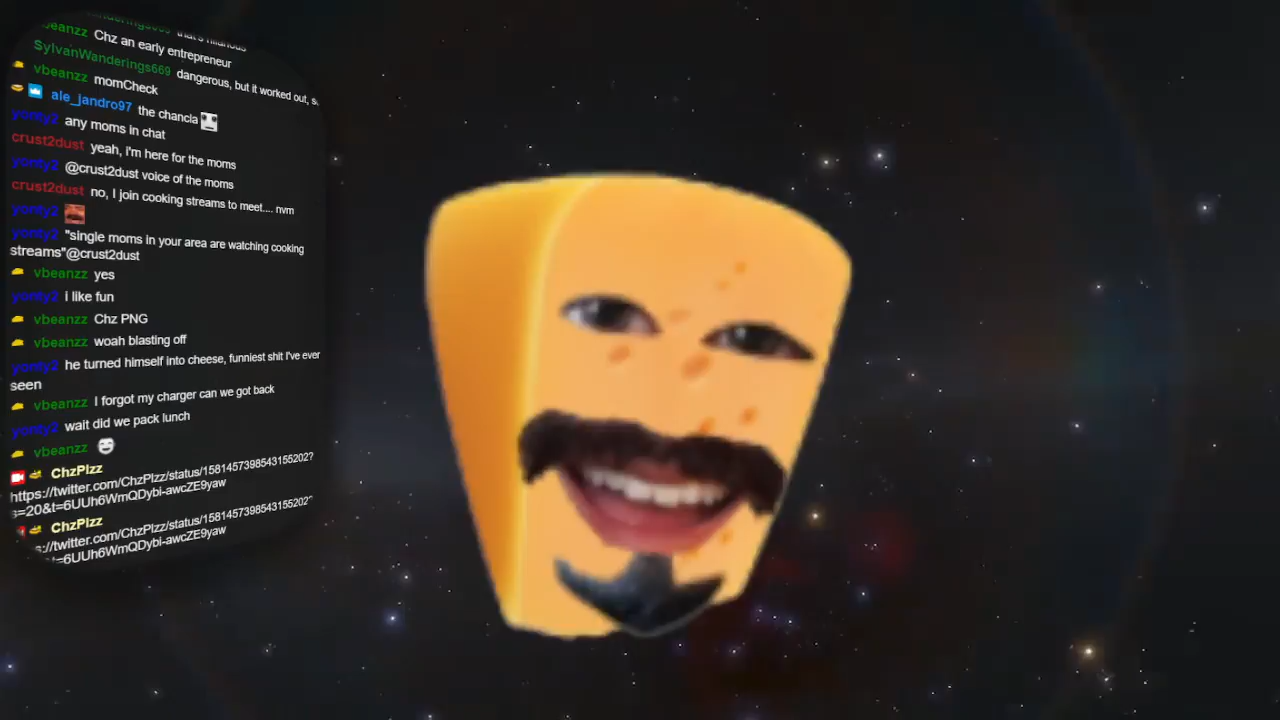 that's hilarious
Chz an early entrepreneur
SylvanWanderings669 dangerous, but it worked out,
vbeanzz momCheck
ale_jandro97 the chancla
yonty2 any moms in chat
crust2dust yeah, i'm here for the moms
yonty2 @crust2dust voice of the moms
crust2dust no, I join cooking streams to meet.... nvm
yonty2
yonty2 "single moms in your area are watching cooking
streams"@crust2dust
vbeanzz yes
yonty2 i like fun
vbeanzz Chz PNG
vbeanzz woah blasting off
yonty2 he turned himself into cheese, funniest shit I've ever
seen
vbeanzz I forgot my charger can we got back
yonty2 wait did we pack lunch
vbeanzz
ChzPlzz
https://twitter.com/ChzPlzz/status/1581457398543155202?
s=20&t=6UUh6WmQDybi-awcZE9yaw
ChzPlzz
s://twitter.com/ChzPlzz/status/1581457398543155202?
t=6UUh6WmQDybi-awcZE9yaw